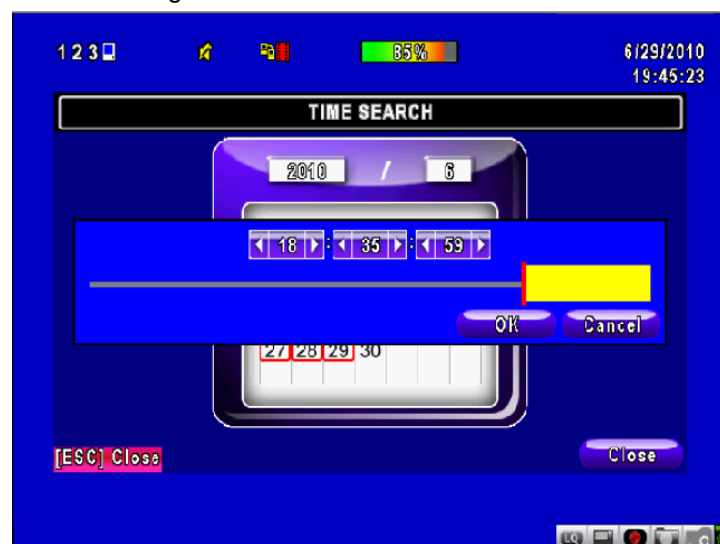 1 2 3
85%
6/29/2010
19:45:23
TIME SEARCH
2010 / 6
18 : 35 : 59
OK Cancel
27 28 29 30
[ESC] Close
Close
LQ